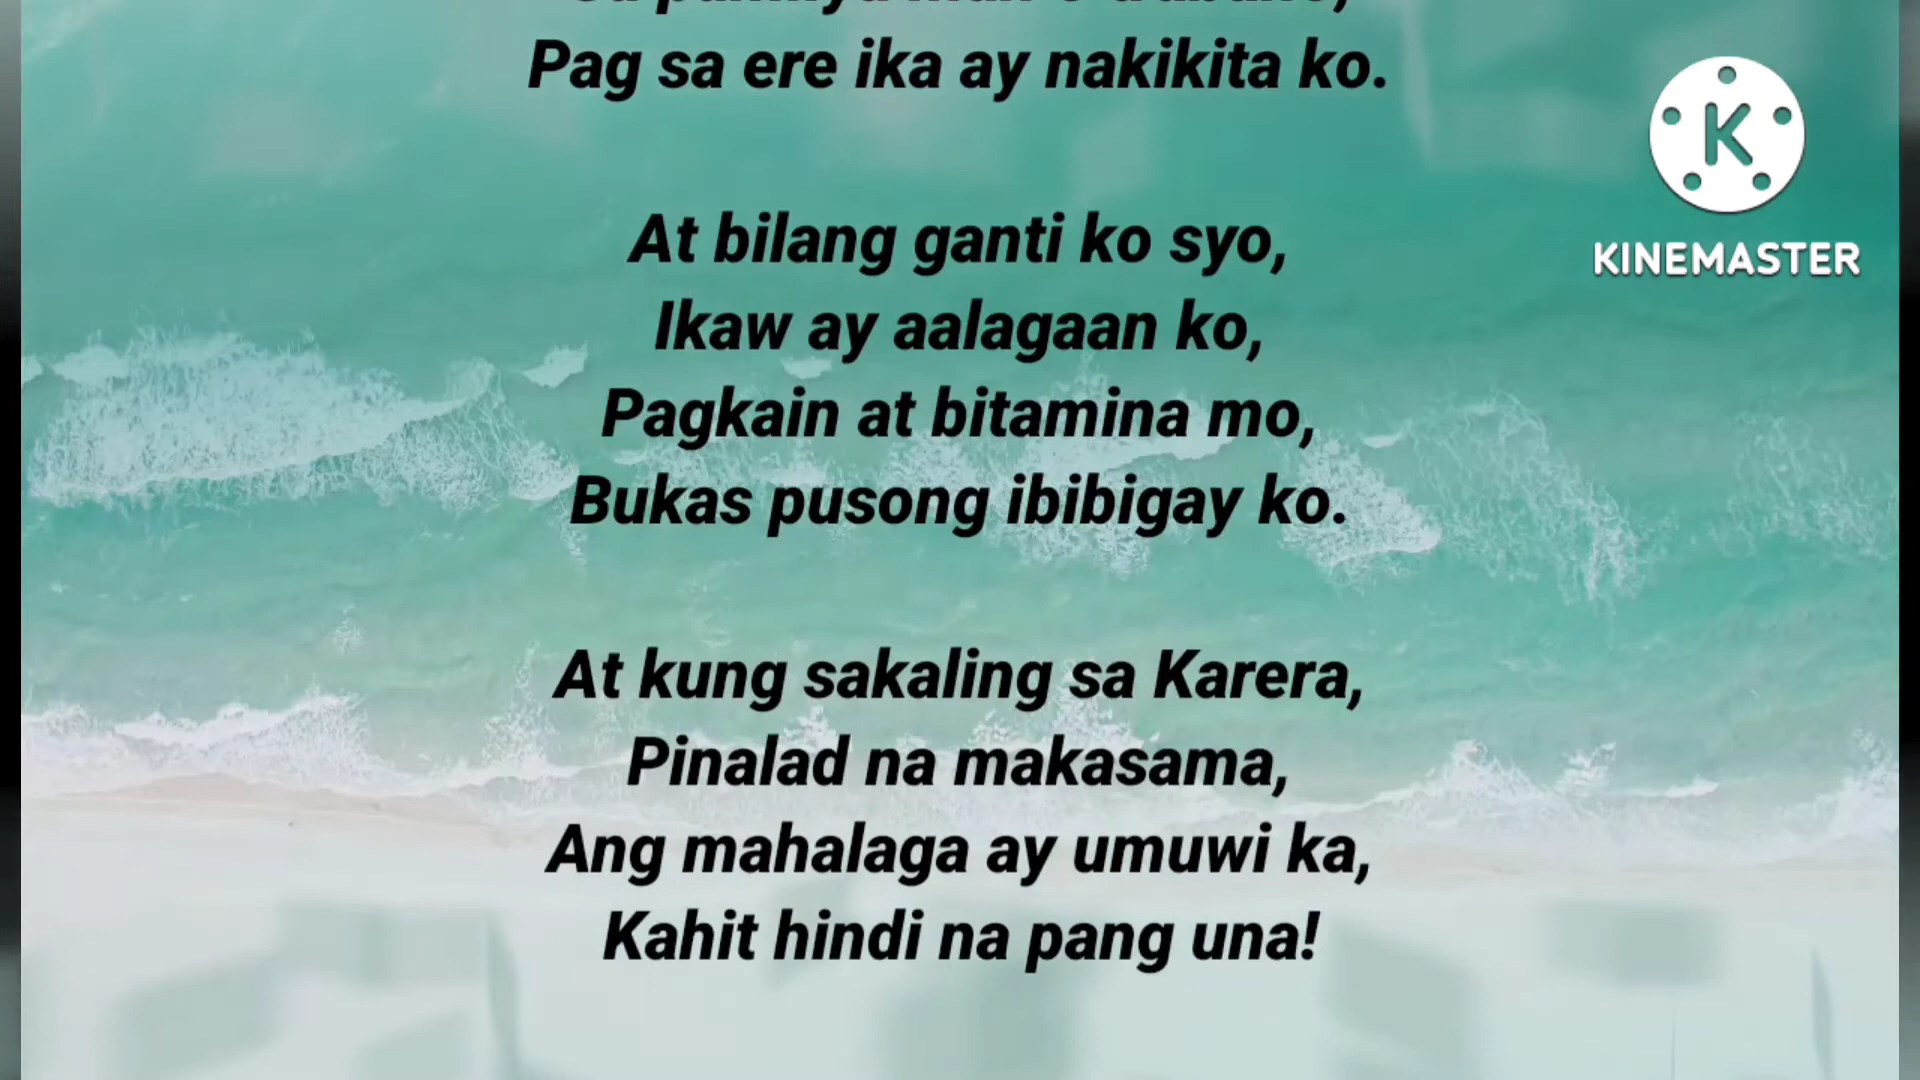 Pag sa ere ika ay nakikita ko.
At bilang ganti ko syo,
Ikaw ay aalagaan ko,
Pagkain at bitamina mo,
Bukas pusong ibibigay ko.
At kung sakaling sa Karera,
Pinalad na makasama,
Ang mahalaga ay umuwi ka,
Kahit hindi na pang una!
K
KINEMASTER